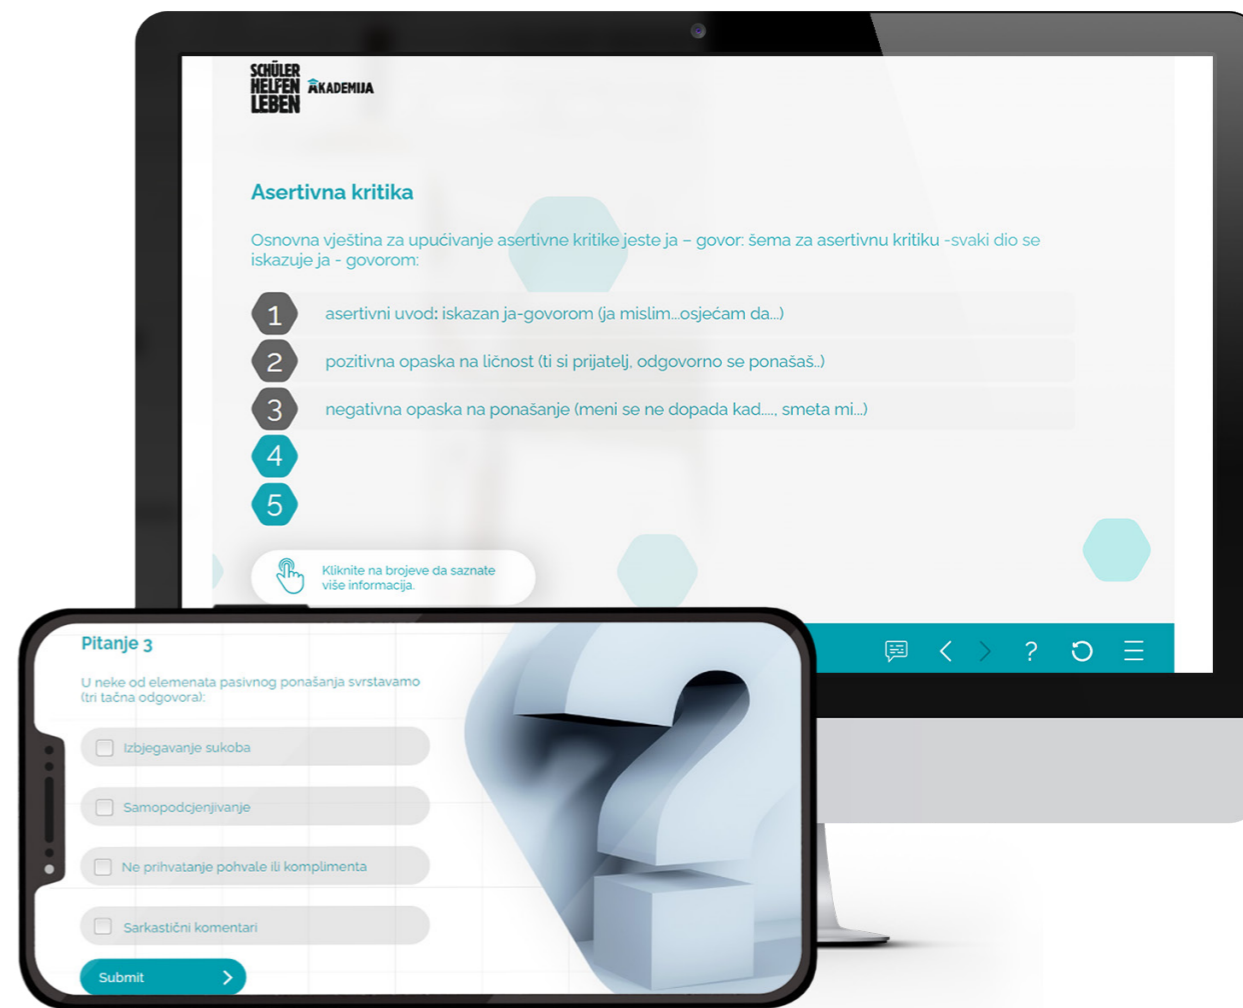 SCHÜLER
HELFEN
LEBEN
AKADEMIJA
Asertivna kritika
Osnovna vještina za upućivanje asertivne kritike jeste ja – govor: šema za asertivnu kritiku -svaki dio se
iskazuje ja - govorom:
1 asertivni uvod: iskazan ja-govorom (ja mislim...osjećam da...)
2 pozitivna opaska na ličnost (ti si prijatelj, odgovorno se ponašaš..)
3 negativna opaska na ponašanje (meni se ne dopada kad...., smeta mi...)
4
5
Kliknite na brojeve da saznate
više informacija.
?
Pitanje 3
U neke od elemenata pasivnog ponašanja svrstavamo
(tri tačna odgovora):
Izbjegavanje sukoba
Samopodcjenjivanje
Ne prihvatanje pohvale ili komplimenta
Sarkastični komentari
Submit